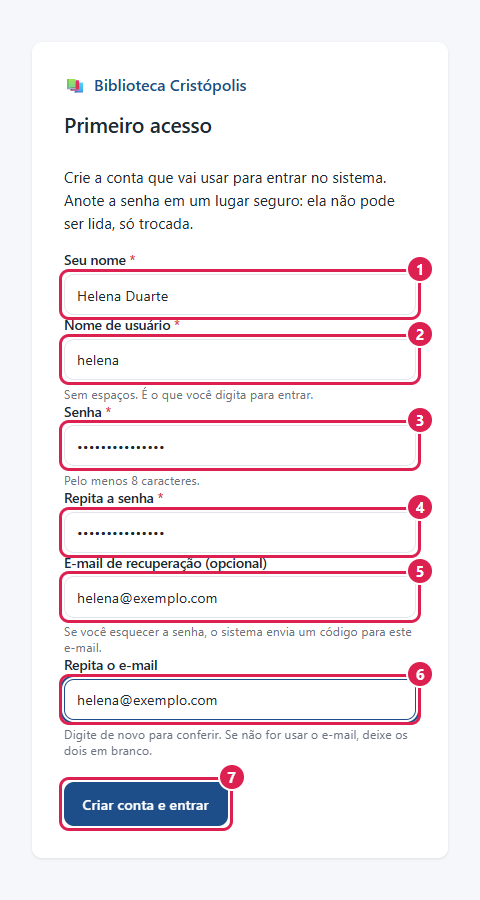 Biblioteca Cristópolis
Primeiro acesso
Crie a conta que vai usar para entrar no sistema.
Anote a senha em um lugar seguro: ela não pode
ser lida, só trocada.
Seu nome *
1
Helena Duarte
Nome de usuário *
2
helena
Sem espaços. É o que você digita para entrar.
Senha *
3
•••••••••••••••
Pelo menos 8 caracteres.
Repita a senha *
4
•••••••••••••••
E-mail de recuperação (opcional)
5
helena@exemplo.com
Se você esquecer a senha, o sistema envia um código para este
e-mail.
Repita o e-mail
6
helena@exemplo.com
Digite de novo para conferir. Se não for usar o e-mail, deixe os
dois em branco.
7
Criar conta e entrar